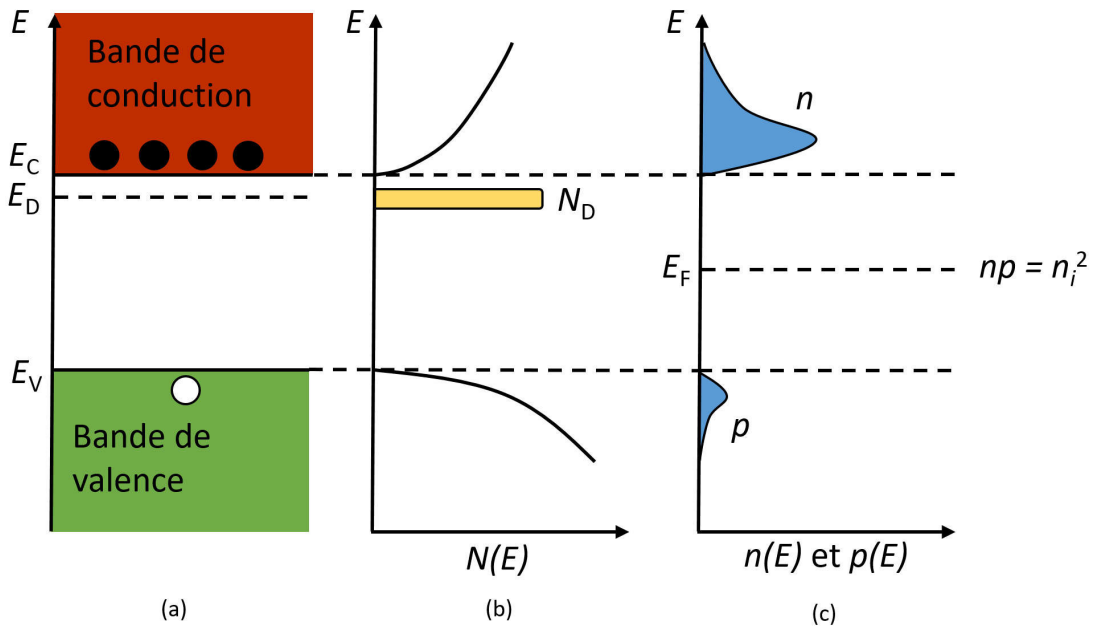 E
Bande de
conduction
E_C
E_D
E_V
Bande de
valence
(a)
E
N_D
N(E)
(b)
E
n
E_F
np = n_i^2
p
n(E) et p(E)
(c)